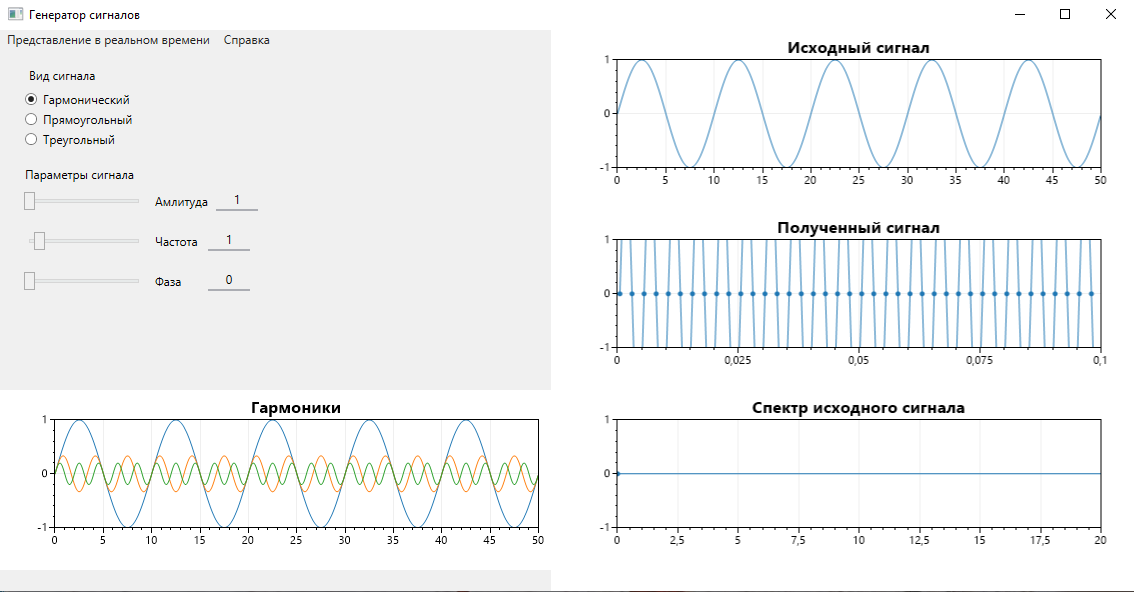 Генератор сигналов
Представление в реальном времени Справка
Вид сигнала
Гармонический
Прямоугольный
Треугольный
Параметры сигнала
Амлитуда 1
Частота 1
Фаза 0
Гармоники
1
0
-1
0 5 10 15 20 25 30 35 40 45 50
Исходный сигнал
1
0
-1
0 5 10 15 20 25 30 35 40 45 50
Полученный сигнал
1
0
-1
0 0,025 0,05 0,075 0,1
Спектр исходного сигнала
1
0
-1
0 2,5 5 7,5 10 12,5 15 17,5 20